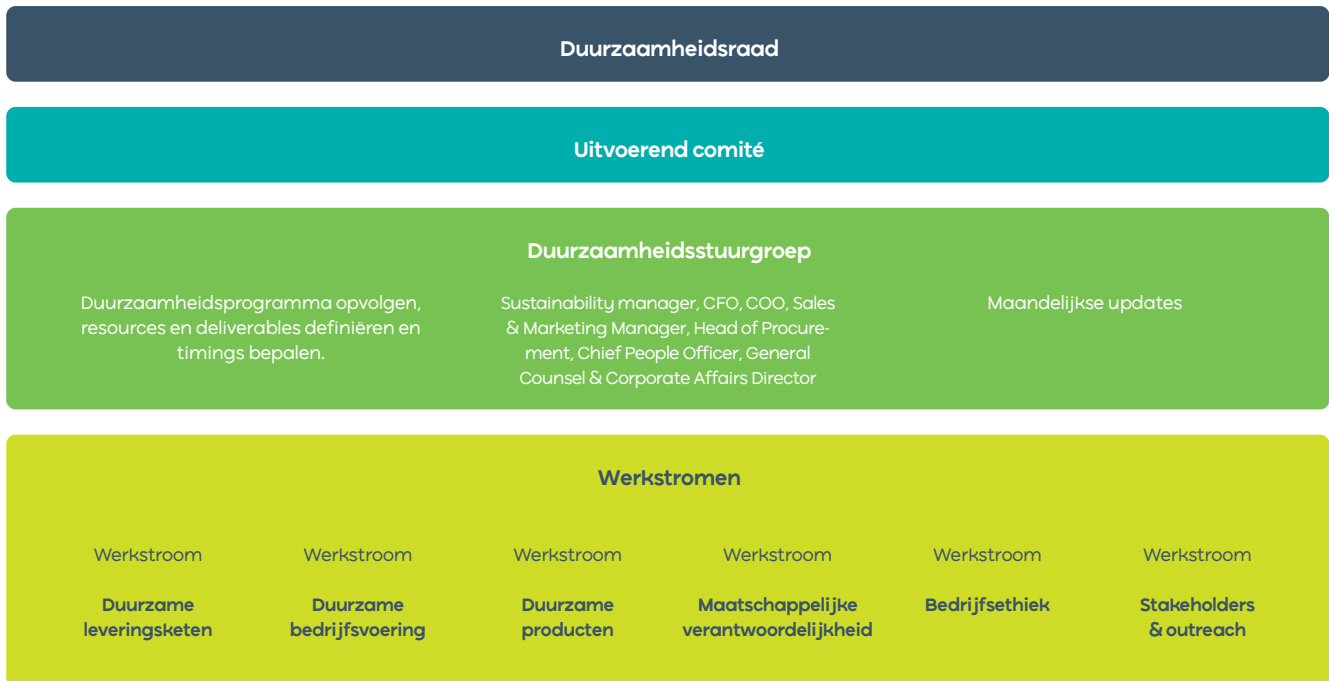 Duurzaamheidsraad
Uitvoerend comité
Duurzaamheidsstuurgroep
Duurzaamheidsprogramma opvolgen,
resources en deliverables definiëren en
timings bepalen.
Sustainability manager, CFO, COO, Sales
& Marketing Manager, Head of Procure-
ment, Chief People Officer, General
Counsel & Corporate Affairs Director
Maandelijkse updates
Werkstromen
Werkstroom
Duurzame
leveringsketen
Werkstroom
Duurzame
bedrijfsvoering
Werkstroom
Duurzame
producten
Werkstroom
Maatschappelijke
verantwoordelijkheid
Werkstroom
Bedrijfsethiek
Werkstroom
Stakeholders
& outreach